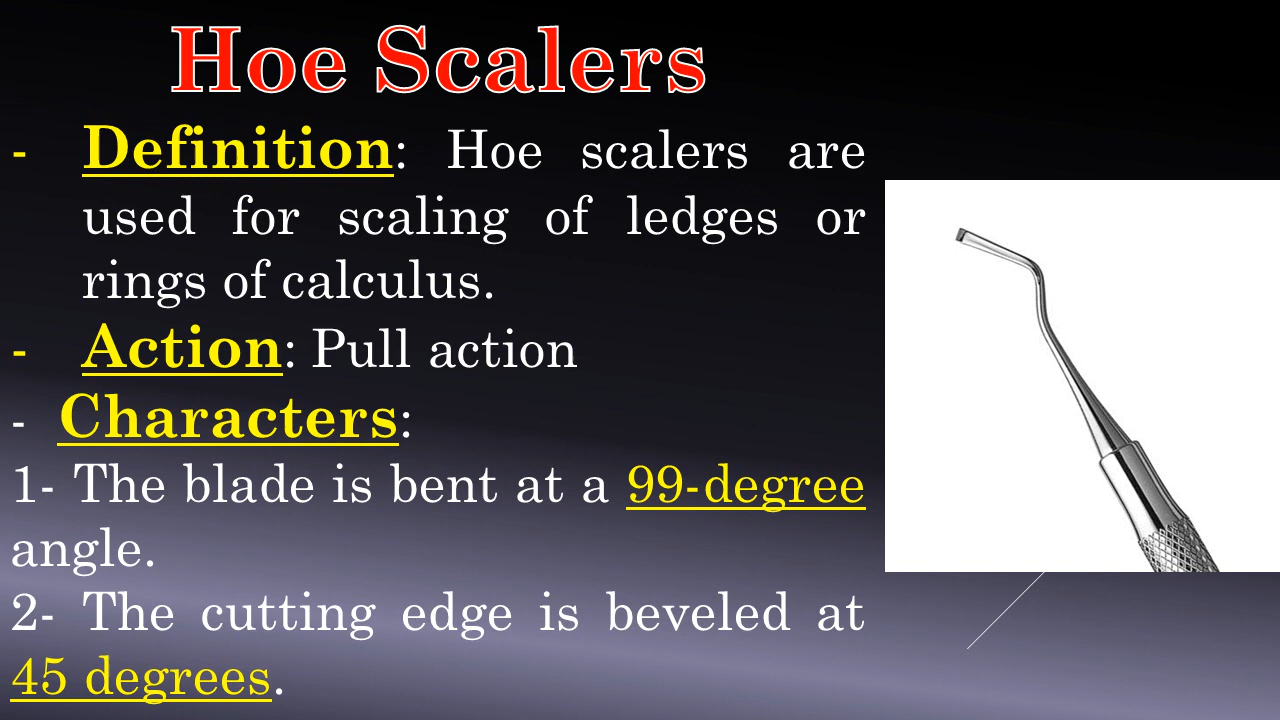 Hoe Scalers
- Definition: Hoe scalers are
used for scaling of ledges or
rings of calculus.
- Action: Pull action
- Characters:
1- The blade is bent at a 99-degree
angle.
2- The cutting edge is beveled at
45 degrees.